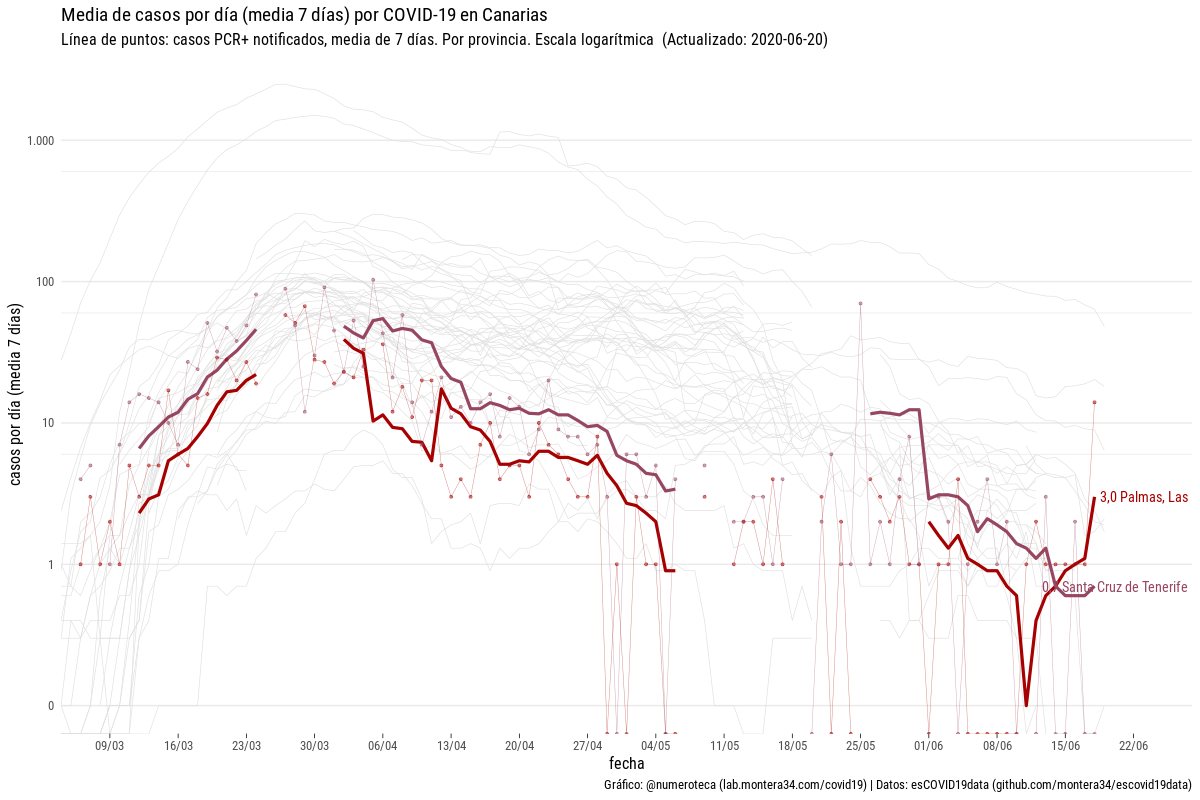 Media de casos por día (media 7 días) por COVID-19 en Canarias
Línea de puntos: casos PCR+ notificados, media de 7 días. Por provincia. Escala logarítmica  (Actualizado: 2020-06-20)
casos por día (media 7 días)
1.000
100
10
1
0
3,0 Palmas, Las
Santa Cruz de Tenerife
09/03 16/03 23/03 30/03 06/04 13/04 20/04 27/04 04/05 11/05 18/05 25/05 01/06 08/06 15/06 22/06
fecha
Gráfico: @numeroteca (lab.montera34.com/covid19) | Datos: esCOVID19data (github.com/montera34/escovid19data)